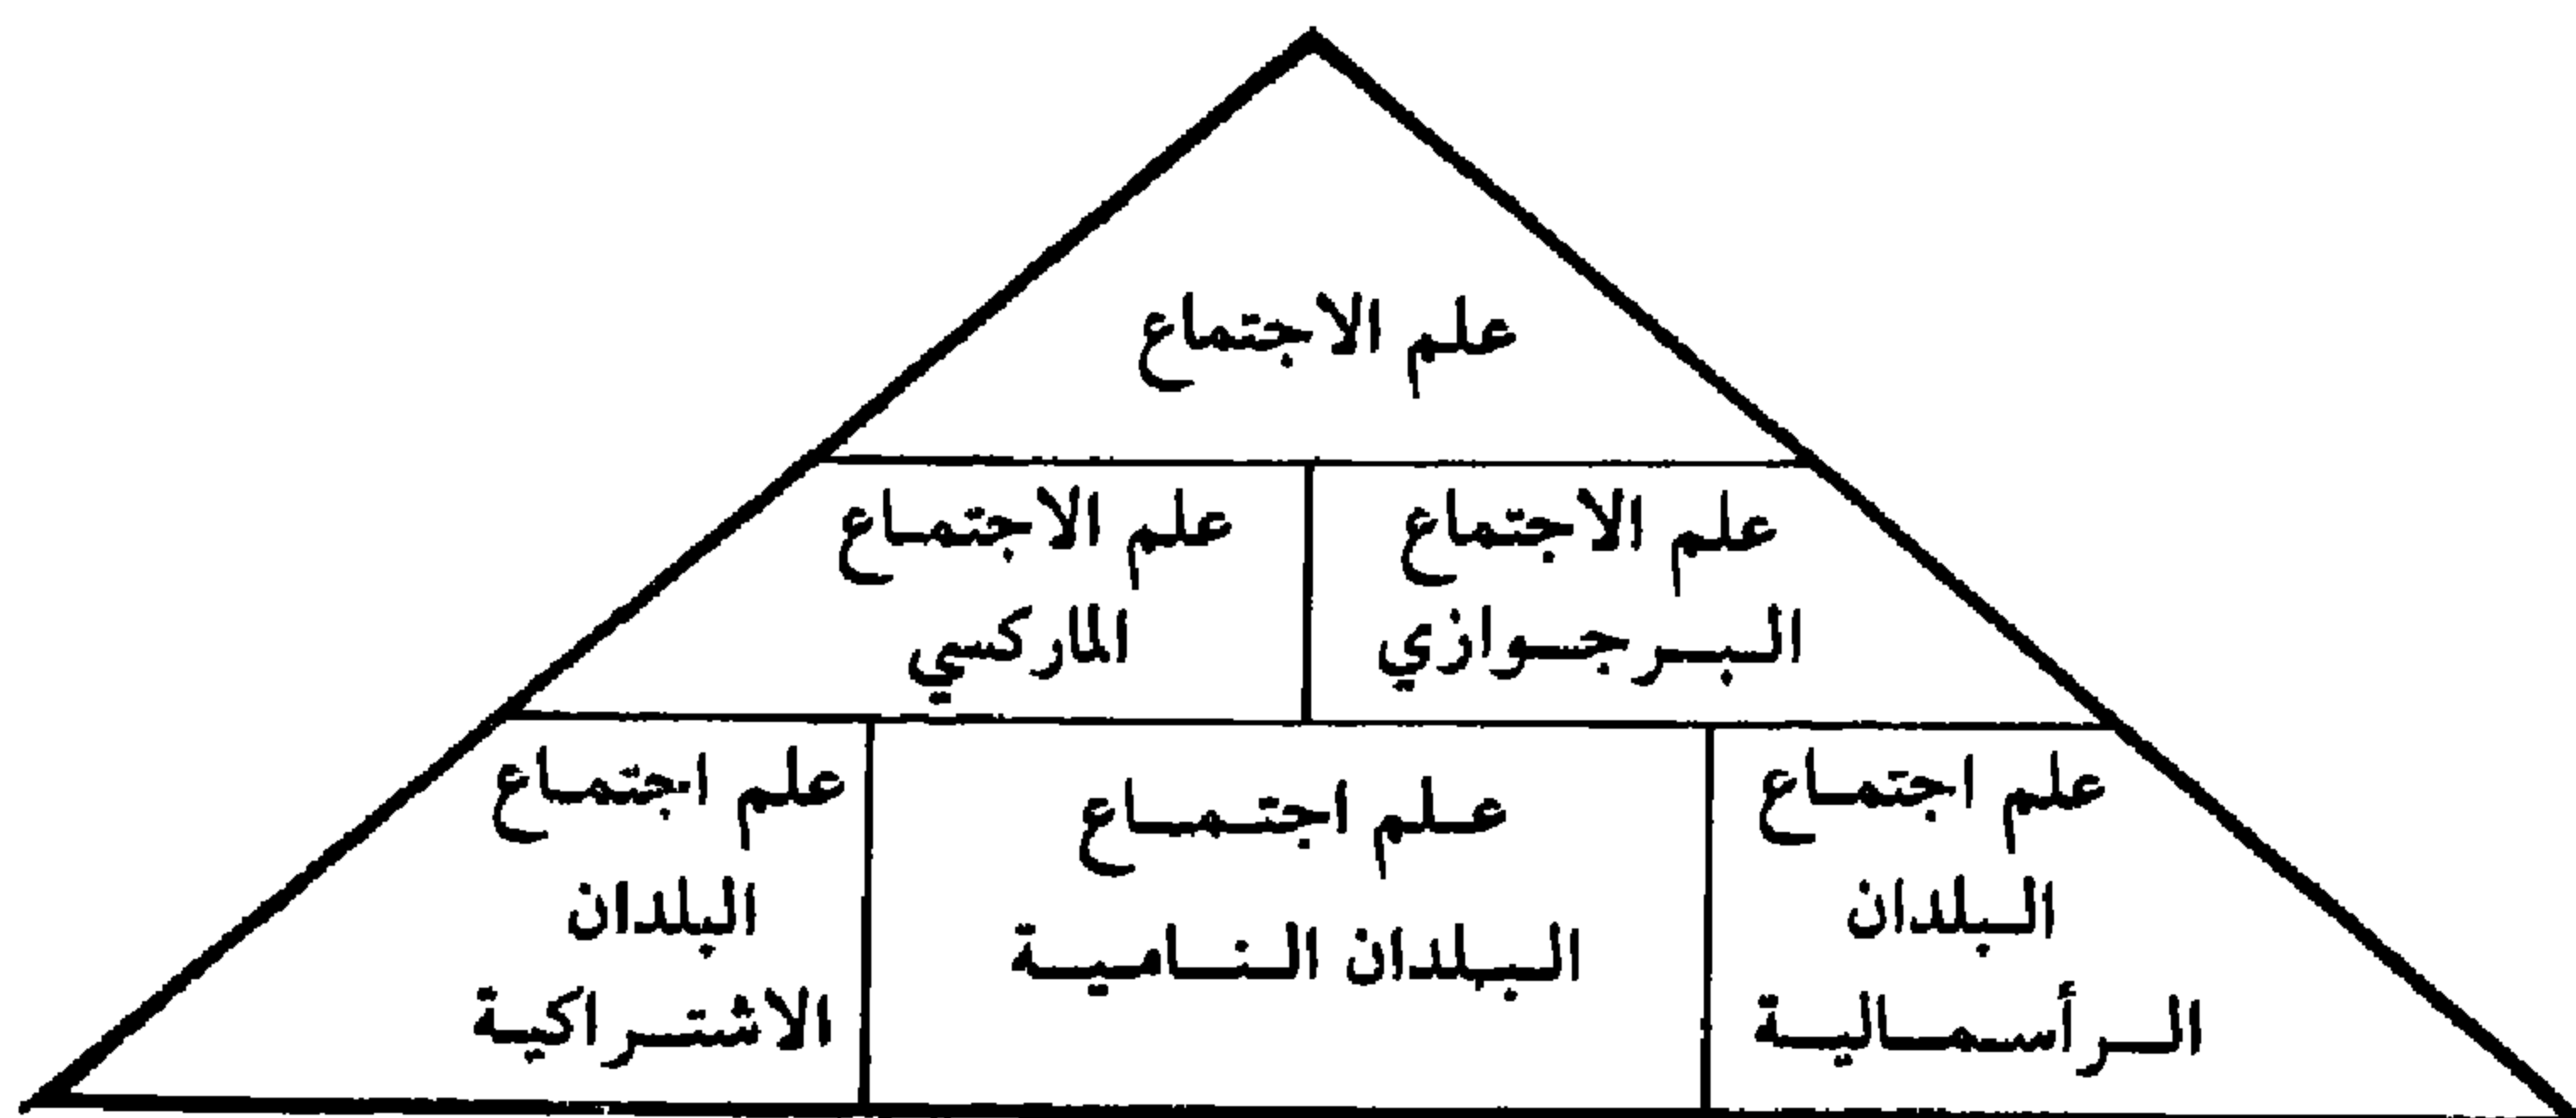 علم الاجتماع
علم الاجتماع
البرجوازي
علم الاجتماع
الماركسي
علم اجتماع
البلدان
الرأسمالية
علم اجتماع
البلدان النامية
علم اجتماع
البلدان
الاشتراكية